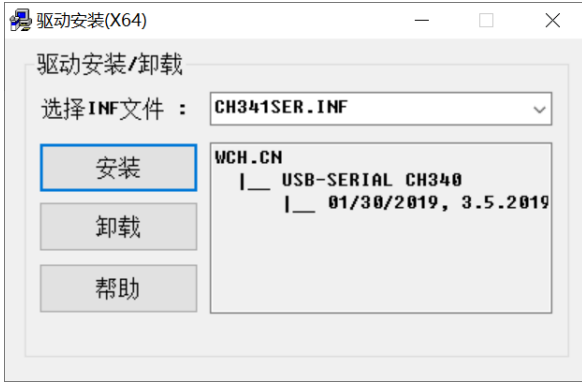 驱动安装(X64)
驱动安装/卸载
选择INF文件 : CH341SER.INF
安装
卸载
帮助
WCH.CN
|__ USB-SERIAL CH340
|__ 01/30/2019, 3.5.2019